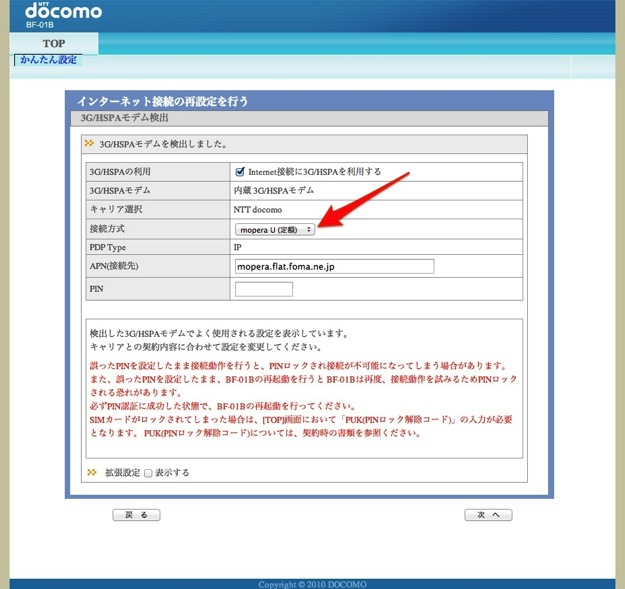 NTT
docomo
BF-01B
TOP
かんたん設定
インターネット接続の再設定を行う
3G/HSPAモデム検出
3G/HSPAモデムを検出しました。
3G/HSPAの利用 Internet接続に3G/HSPAを利用する
3G/HSPAモデム 内蔵 3G/HSPAモデム
キャリア選択 NTT docomo
接続方式 mopera U (定額)
PDP Type IP
APN(接続先) mopera.flat.foma.ne.jp
PIN
検出した3G/HSPAモデムでよく使用される設定を表示しています。
キャリアとの契約内容に合わせて設定を変更してください。
誤ったPINを設定したまま接続動作を行うと、PINロックされ接続が不可能になってしまう場合があります。
また、誤ったPINを設定したまま、BF-01Bの再起動を行うと BF-01Bは再度、接続動作を試みるためPINロック
される恐れがあります。
必ずPIN認証に成功した状態で、BF-01Bの再起動を行ってください。
SIMカードがロックされてしまった場合は、[TOP]画面において「PUK(PINロック解除コード)」の入力が必要
となります。 PUK(PINロック解除コード)については、契約時の書類を参照ください。
拡張設定 表示する
戻 る
次 へ
Copyright © 2010 DOCOMO